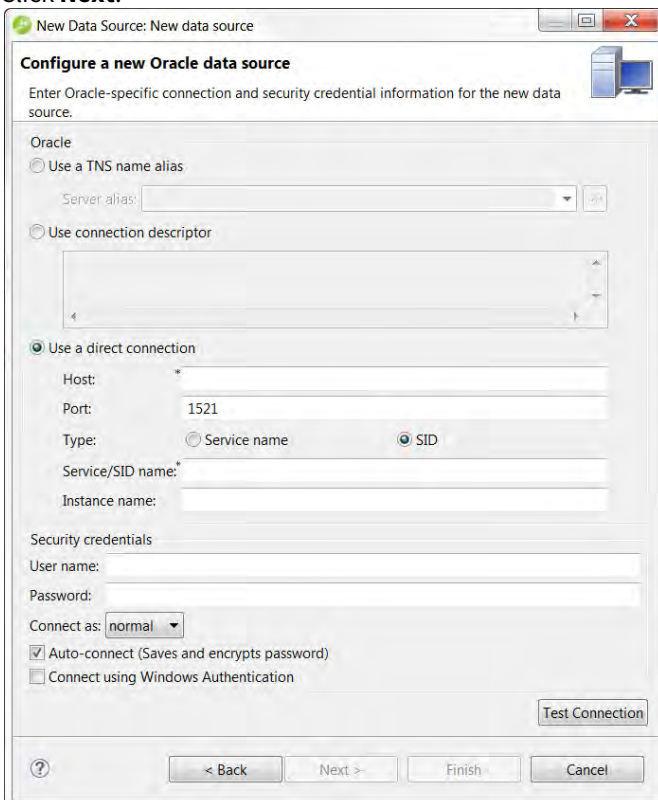 Click Next.
New Data Source: New data source
Configure a new Oracle data source
Enter Oracle-specific connection and security credential information for the new data
source.
Oracle
Use a TNS name alias
Server alias:
Use connection descriptor
Use a direct connection
Host: *
Port: 1521
Type: Service name SID
Service/SID name:*
Instance name:
Security credentials
User name:
Password:
Connect as: normal
Auto-connect (Saves and encrypts password)
Connect using Windows Authentication
Test Connection
?
< Back Next > Finish Cancel